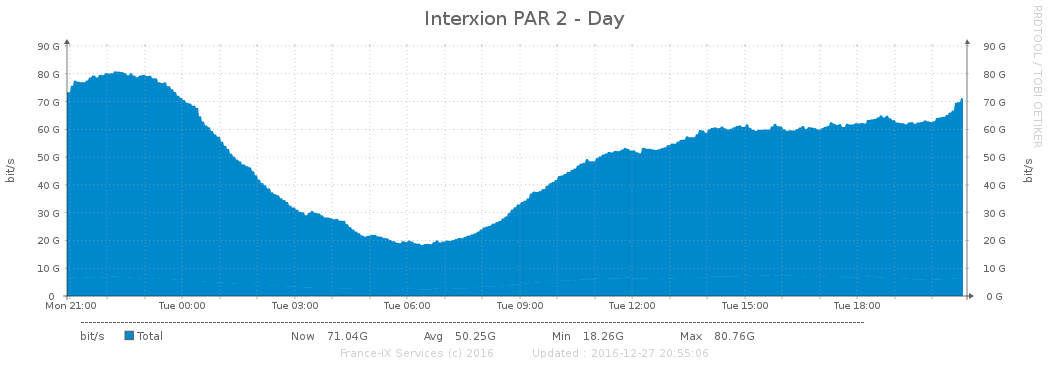 Interxion PAR 2 - Day
RRDTOOL / TOBI OETIKER
bit/s
90 G 90 G
80 G 80 G
70 G 70 G
60 G 60 G
50 G 50 G
40 G 40 G
30 G 30 G
20 G 20 G
10 G 10 G
0 0 G
bit/s
Mon 21:00 Tue 00:00 Tue 03:00 Tue 06:00 Tue 09:00 Tue 12:00 Tue 15:00 Tue 18:00
bit/s Total Now 71.04G Avg 50.25G Min 18.26G Max 80.76G
France-IX Services (c) 2016 Updated : 2016-12-27 20:55:06